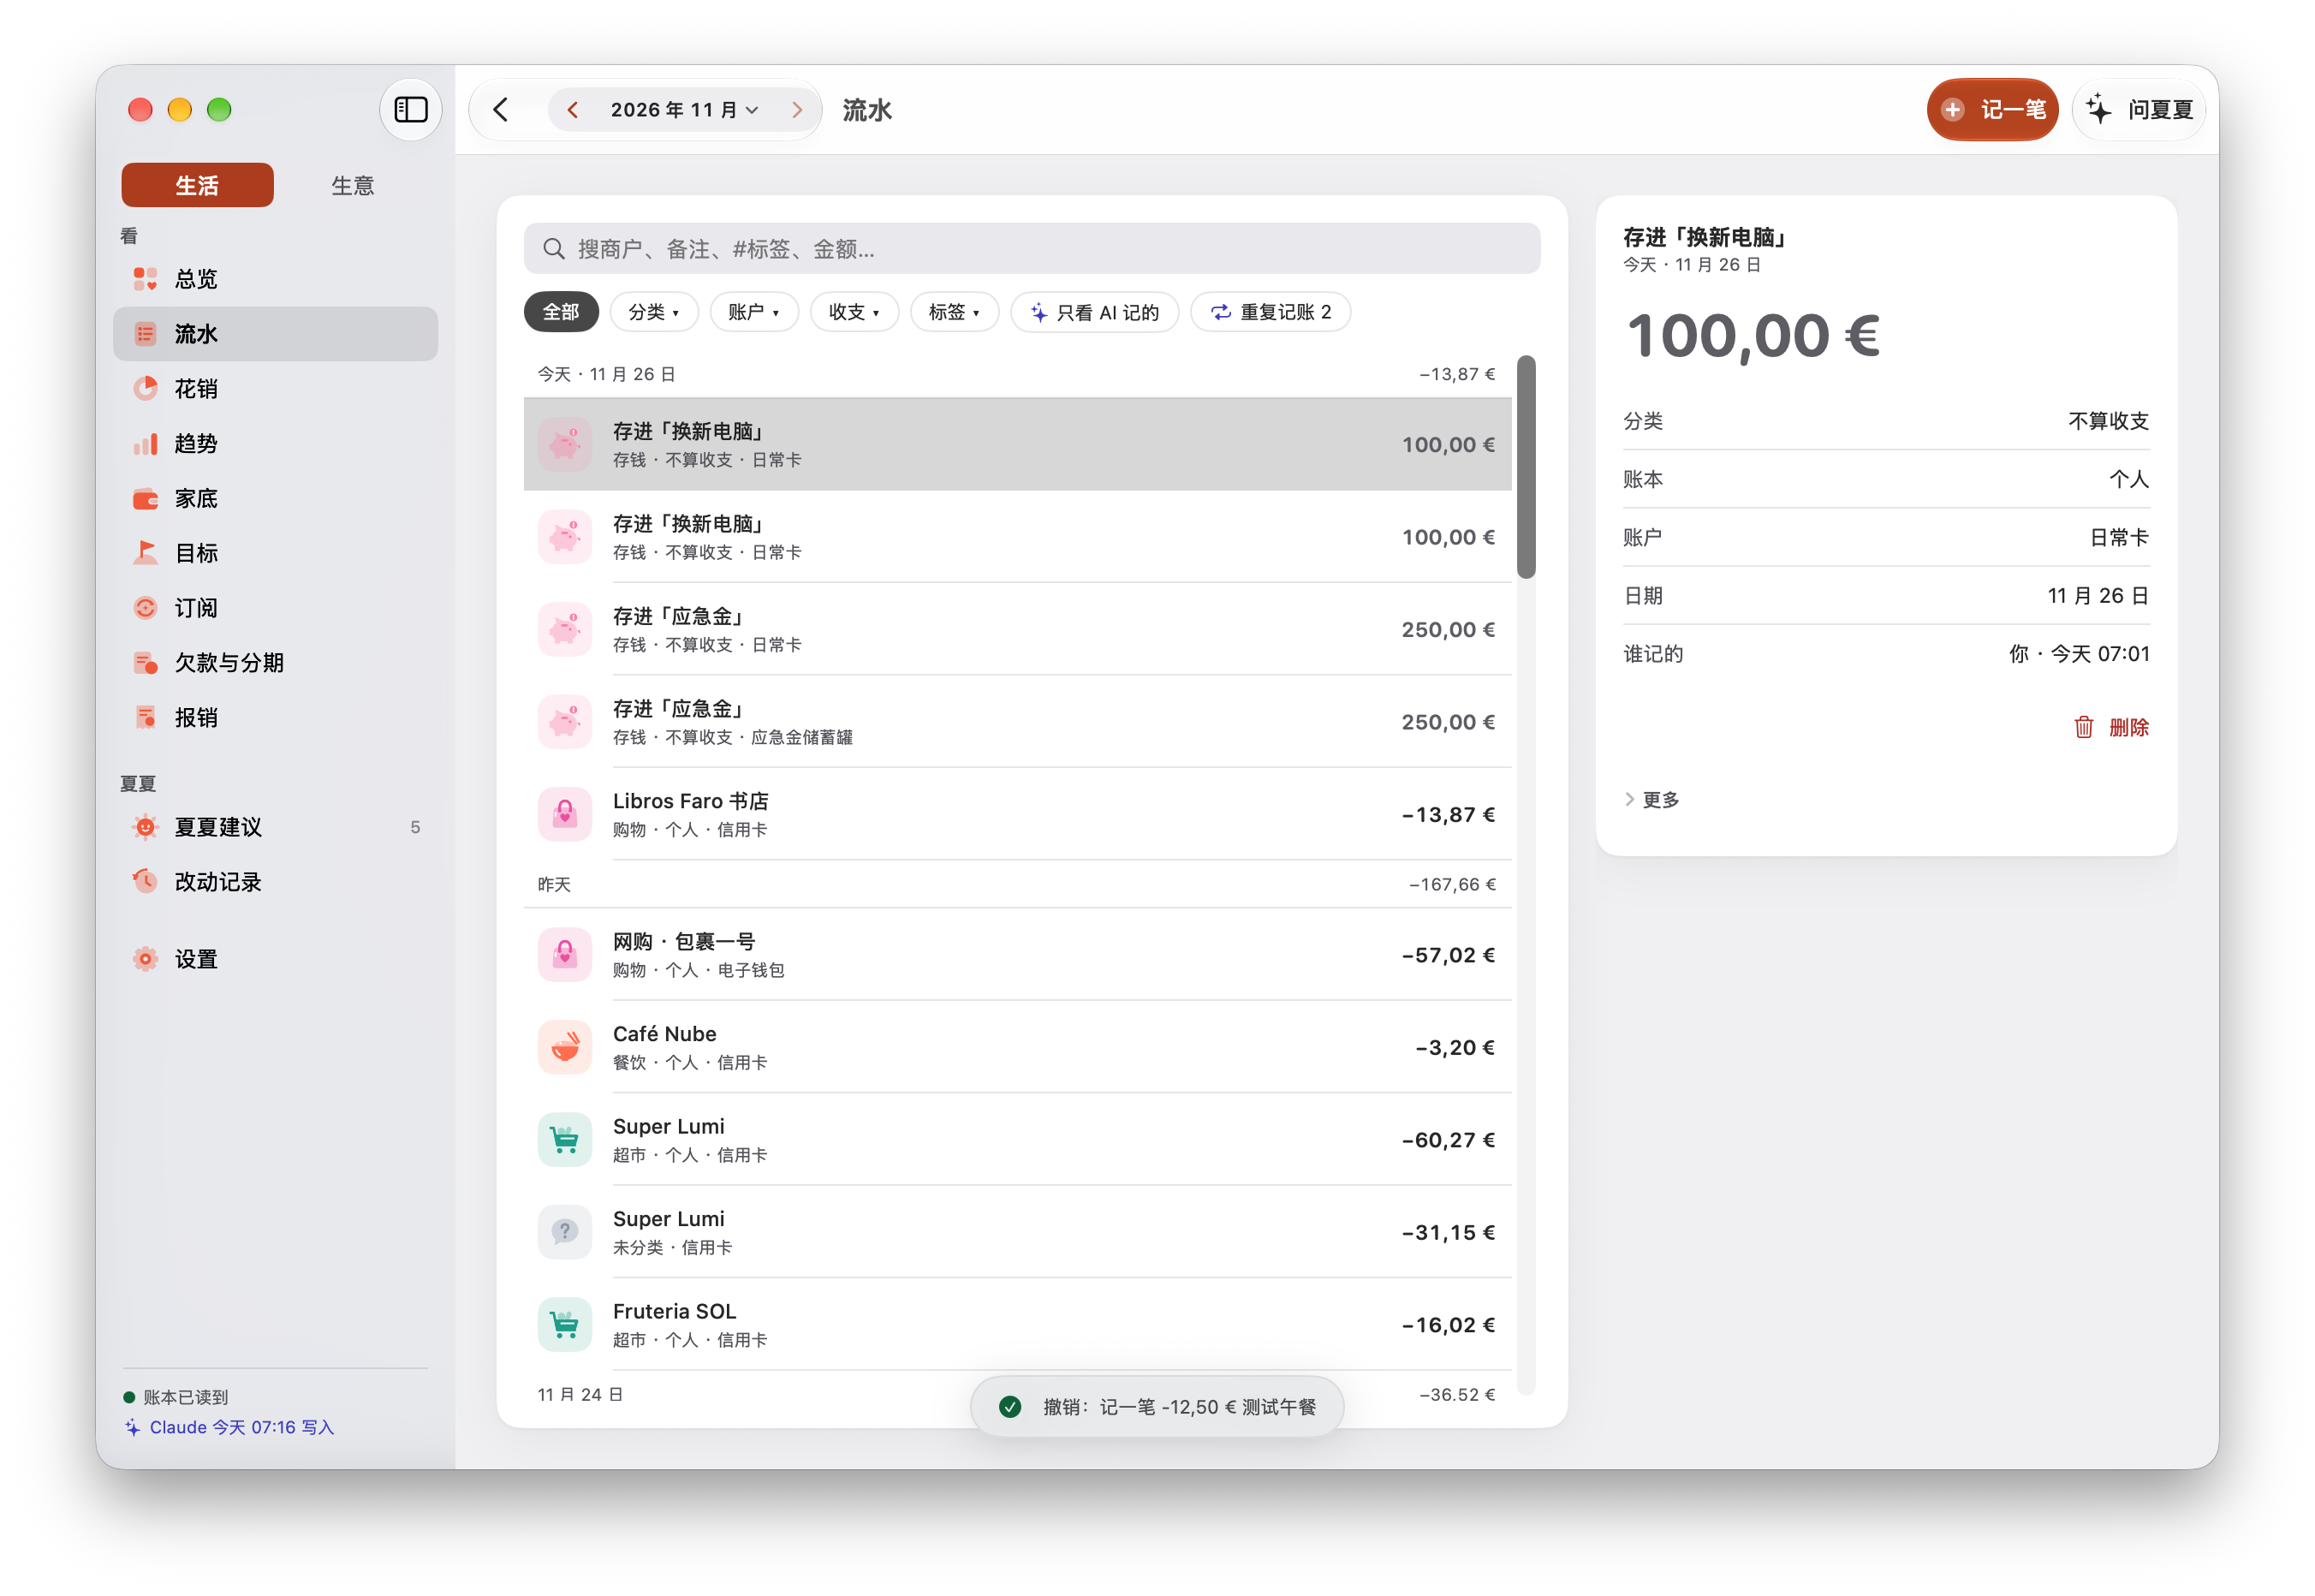 2026 年 11 月
流水
记一笔
问夏夏
生活
生意
看
总览
流水
花销
趋势
家底
目标
订阅
欠款与分期
报销
夏夏
夏夏建议
5
改动记录
设置
账本已读到
Claude 今天 07:16 写入
搜商户、备注、#标签、金额...
全部
分类
账户
收支
标签
只看 AI 记的
重复记账 2
今天 · 11 月 26 日
−13,87 €
存进「换新电脑」
存钱 · 不算收支 · 日常卡
100,00 €
存进「换新电脑」
存钱 · 不算收支 · 日常卡
100,00 €
存进「应急金」
存钱 · 不算收支 · 日常卡
250,00 €
存进「应急金」
存钱 · 不算收支 · 应急金储蓄罐
250,00 €
Libros Faro 书店
购物 · 个人 · 信用卡
−13,87 €
昨天
−167,66 €
网购 · 包裹一号
购物 · 个人 · 电子钱包
−57,02 €
Café Nube
餐饮 · 个人 · 信用卡
−3,20 €
Super Lumi
超市 · 个人 · 信用卡
−60,27 €
Super Lumi
未分类 · 信用卡
−31,15 €
Fruteria SOL
超市 · 个人 · 信用卡
−16,02 €
11 月 24 日
−36.52 €
撤销：记一笔 -12,50 € 测试午餐
存进「换新电脑」
今天 · 11 月 26 日
100,00 €
分类
不算收支
账本
个人
账户
日常卡
日期
11 月 26 日
谁记的
你 · 今天 07:01
删除
更多